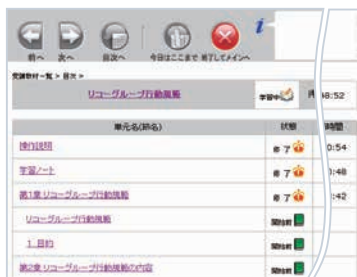 前へ 次へ 目次へ 今日はここまで 終了してメインへ
受講教材一覧 > 目次 >
リコーグループ行動規範 学習中 48:52
単元名(節名) 状態 時間
操作説明 修了 0:54
学習ノート 修了 :48
第1章 リコーグループ行動規範 修了 :42
リコーグループ行動規範 開始前
1. 目的 開始前
第2章 リコーグループ行動規範の内容 開始前